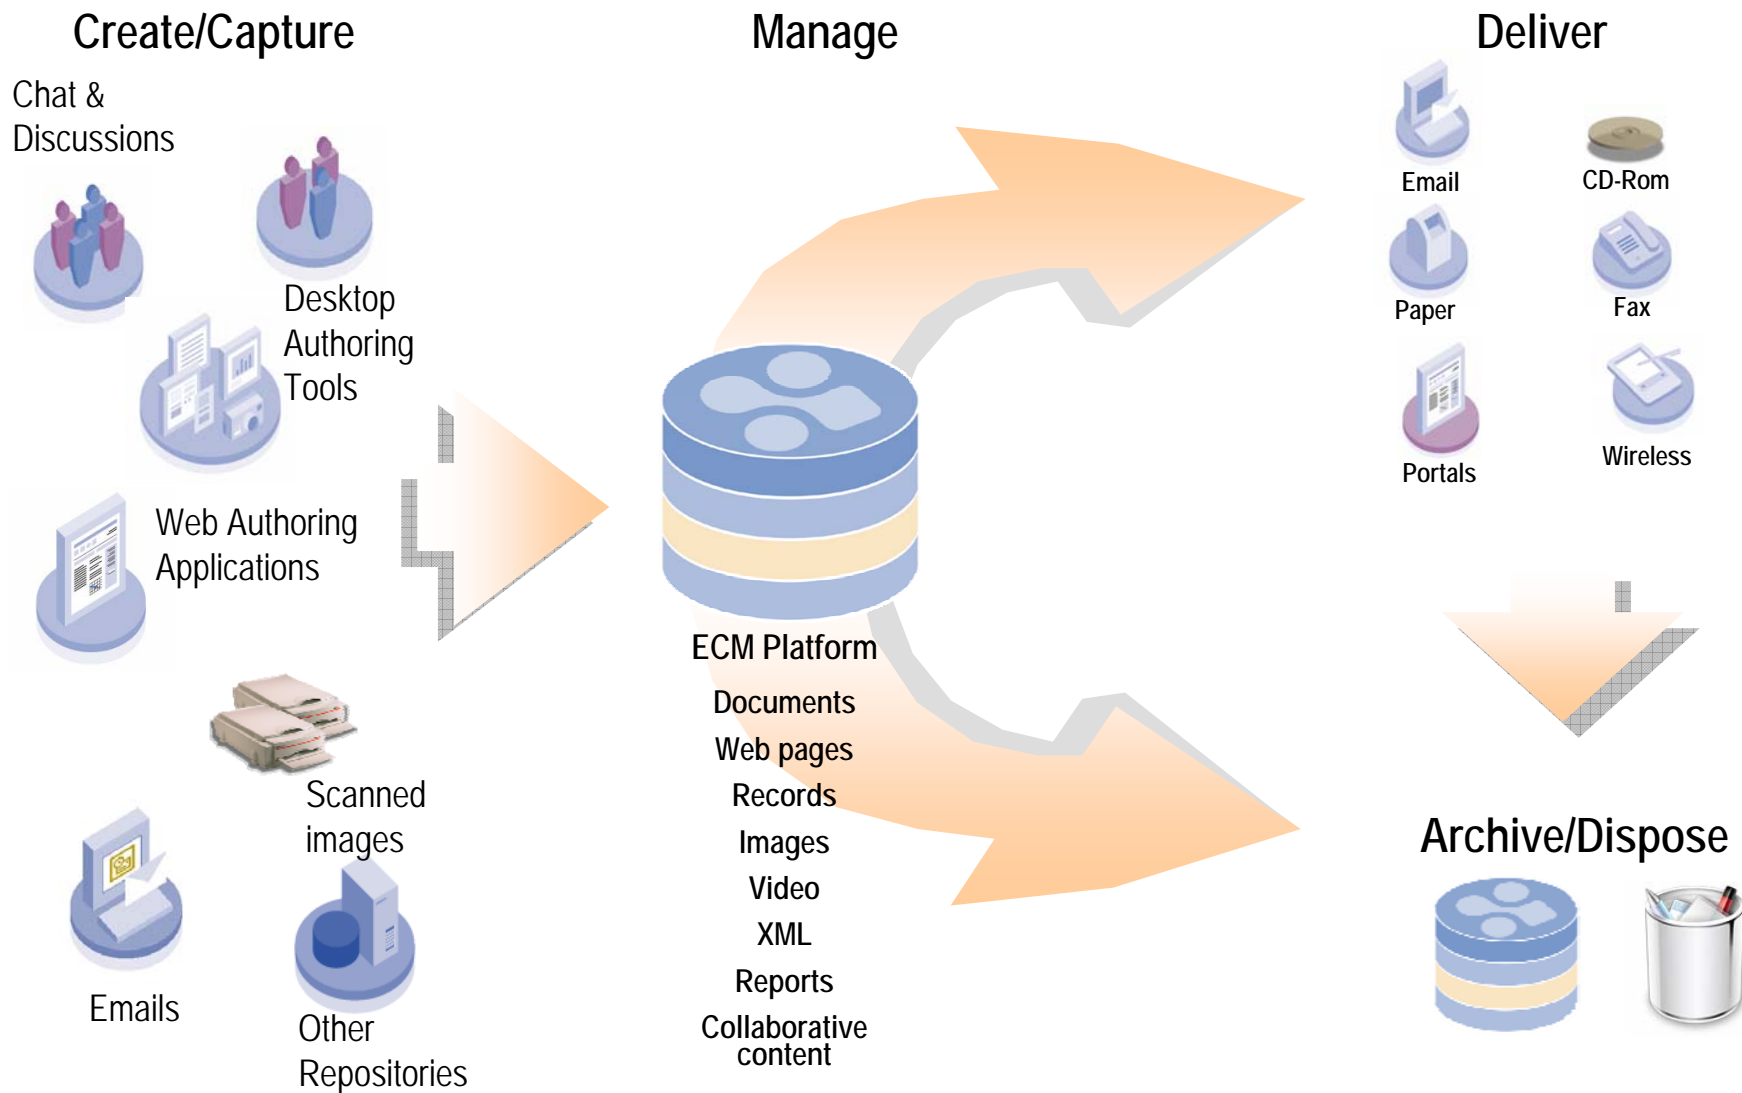 Create/Capture
Chat &
Discussions
Desktop
Authoring
Tools
Web Authoring
Applications
Scanned
images
Emails
Other
Repositories
Manage
ECM Platform
Documents
Web pages
Records
Images
Video
XML
Reports
Collaborative
content
Deliver
Email
CD-Rom
Paper
Fax
Portals
Wireless
Archive/Dispose